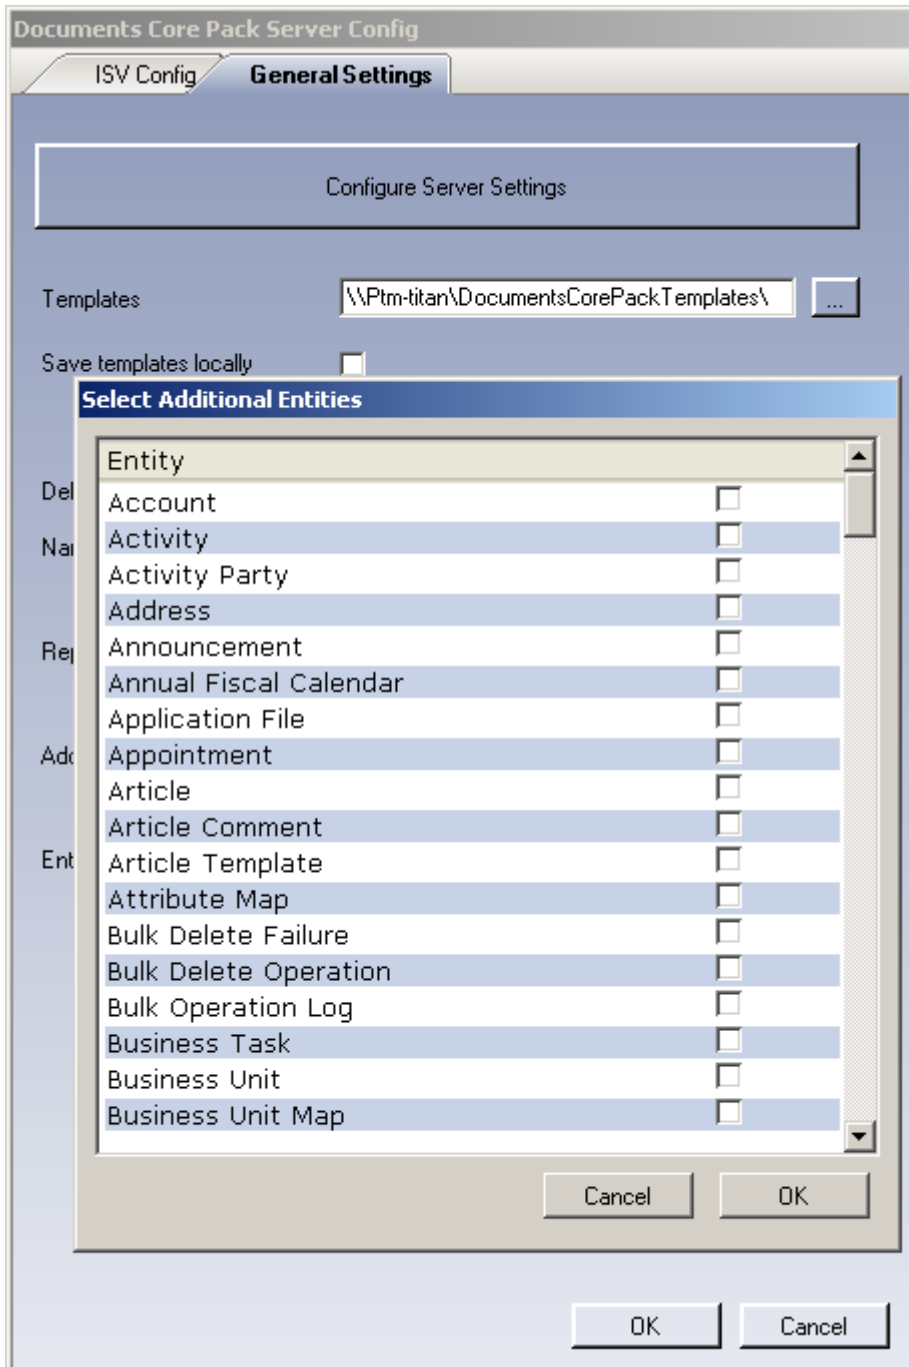 Documents Core Pack Server Config
ISV Config General Settings
Configure Server Settings
Templates \\Ptm-titan\DocumentsCorePackTemplates\ ...
Save templates locally
Select Additional Entities
Entity
Account
Activity
Activity Party
Address
Announcement
Annual Fiscal Calendar
Application File
Appointment
Article
Article Comment
Article Template
Attribute Map
Bulk Delete Failure
Bulk Delete Operation
Bulk Operation Log
Business Task
Business Unit
Business Unit Map
Cancel OK
OK Cancel